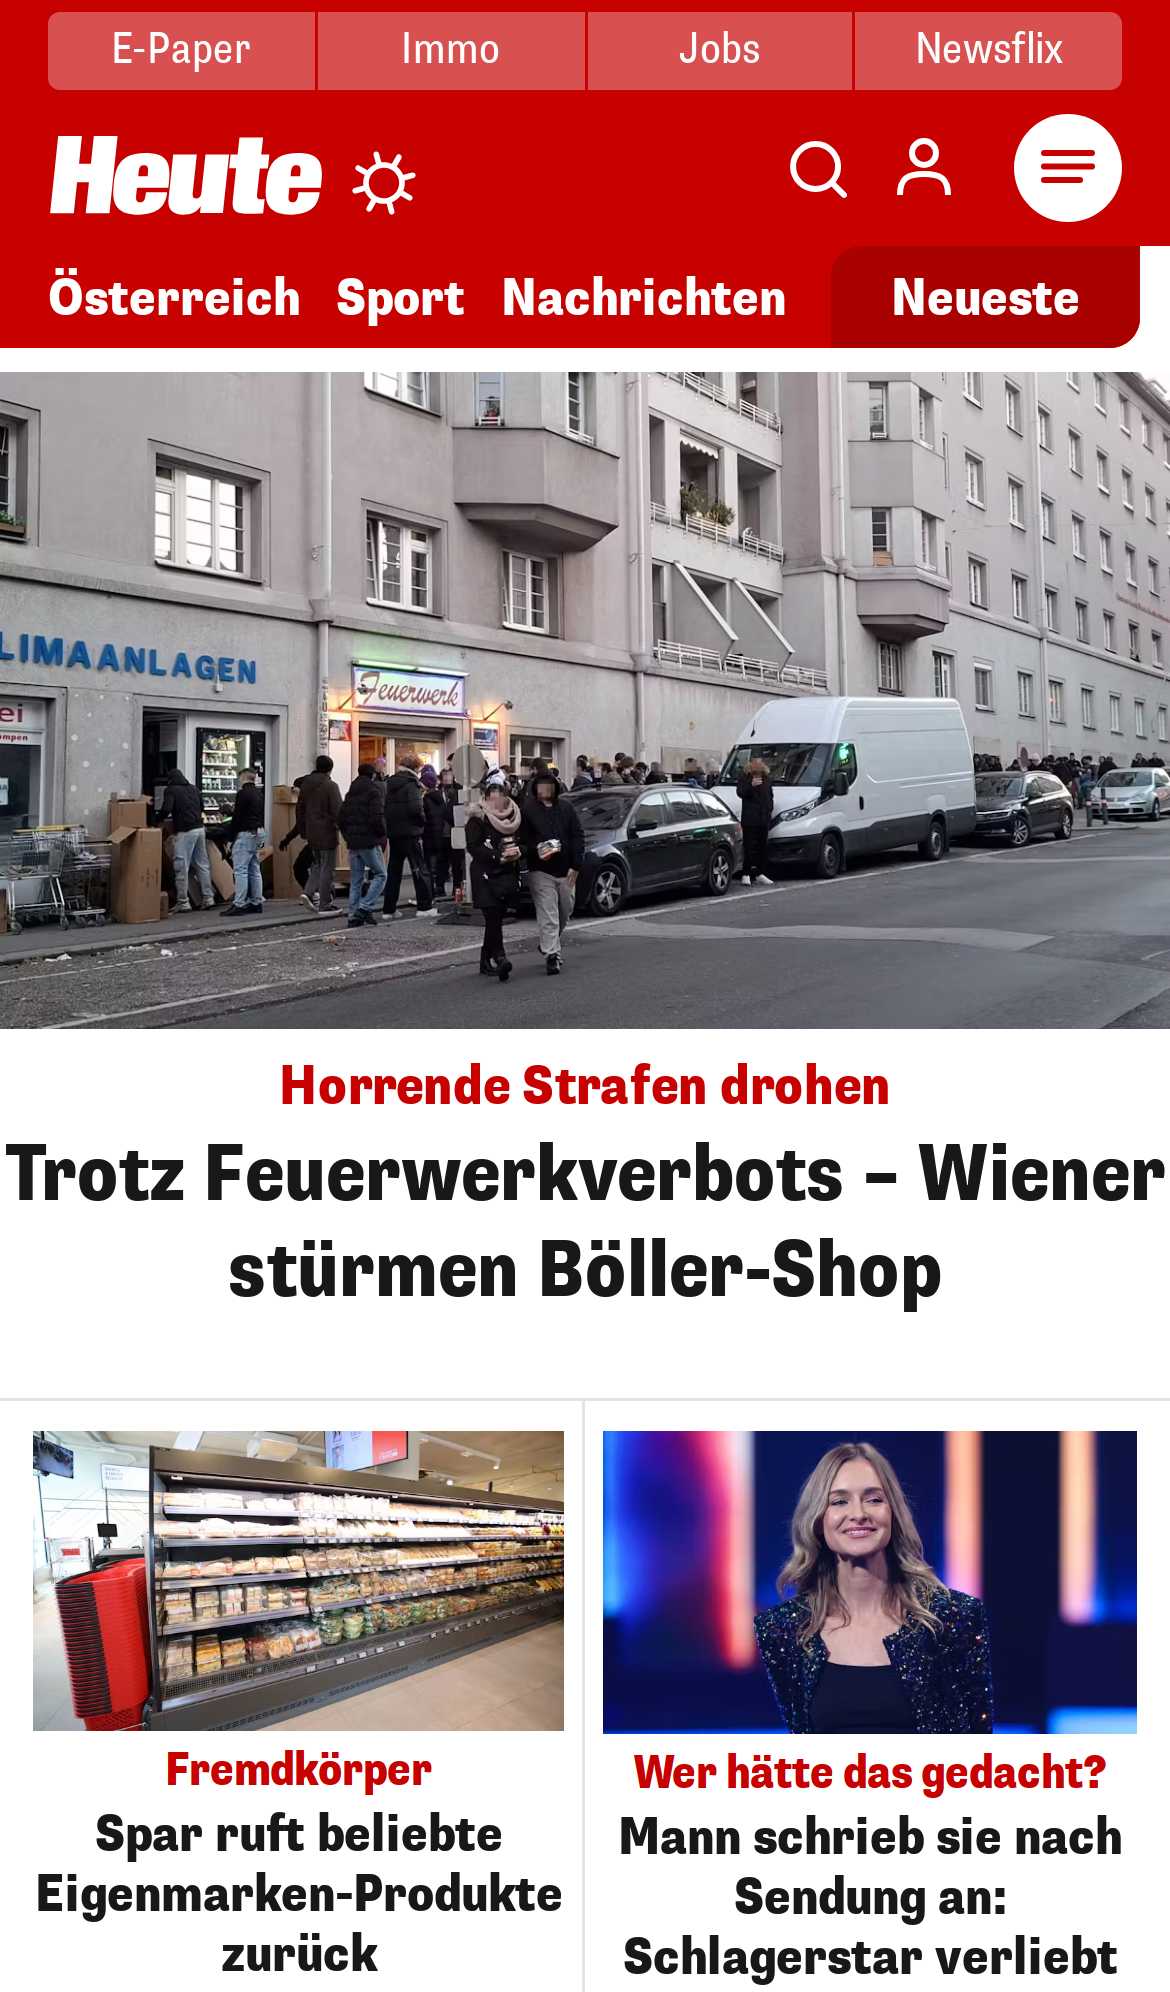 E-Paper
Immo
Jobs
Newsflix
Heute
Österreich
Sport
Nachrichten
Neueste
LIMAANLAGEN
ei
Feuerwerk
Horrende Strafen drohen
Trotz Feuerwerkverbots – Wiener
stürmen Böller-Shop
Fremdkörper
Spar ruft beliebte
Eigenmarken-Produkte
zurück
Wer hätte das gedacht?
Mann schrieb sie nach
Sendung an:
Schlagerstar verliebt